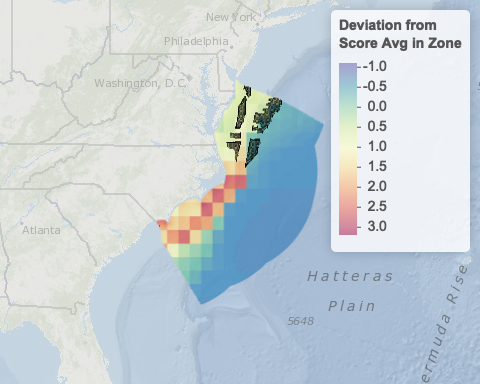 New York
Philadelphia
Washington, D.C.
Atlanta
Deviation from
Score Avg in Zone
-1.0
-0.5
0.0
0.5
1.0
1.5
2.0
2.5
3.0
Hatteras
Plain
5648
ermuda Rise